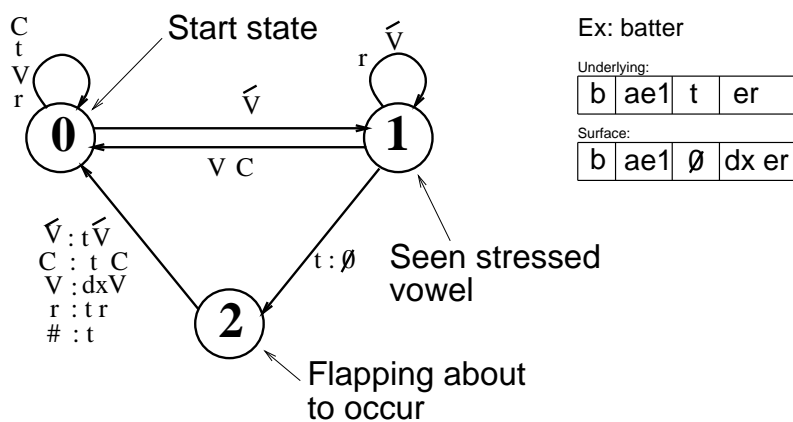 C
t
V
r
Start state
V́
r
V́
0
1
V C
V́ : t V́
C : t C
V : dx V
r : t r
# : t
t : ∅
2
Seen stressed
vowel
Flapping about
to occur
Ex: batter
Underlying:
b ae1 t er
Surface:
b ae1 ∅ dx er